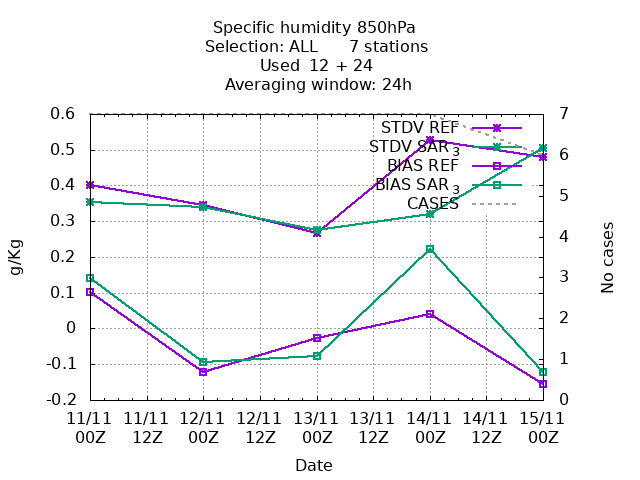 Specific humidity 850hPa
Selection: ALL 7 stations
Used 12 + 24
Averaging window: 24h
0.6
0.5
0.4
0.3
0.2
0.1
0
-0.1
-0.2
g/Kg
7
6
5
4
3
2
1
0
No cases
STDV REF
STDV SAR3
BIAS REF
BIAS SAR3
CASES
11/11 11/11 12/11 12/11 13/11 13/11 14/11 14/11 15/11
00Z 12Z 00Z 12Z 00Z 12Z 00Z 12Z 00Z
Date